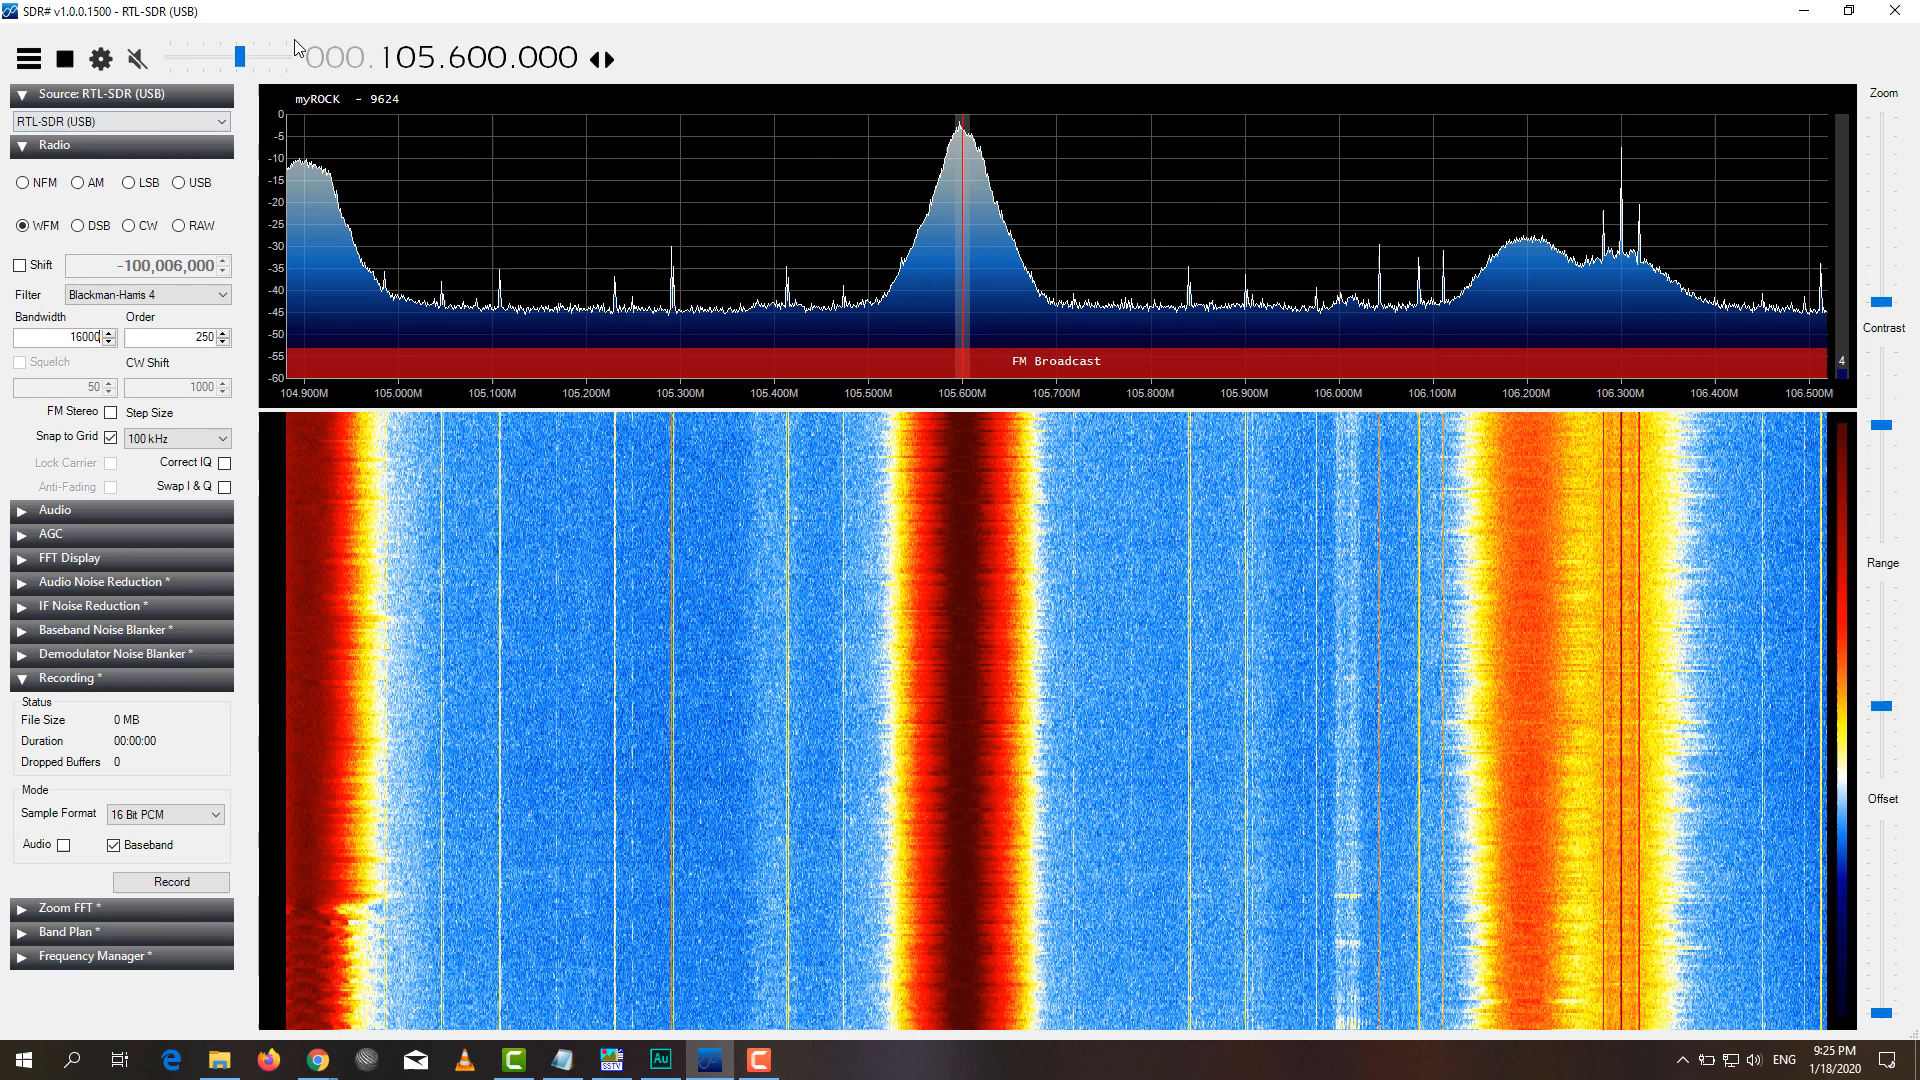 SDR# v1.0.0.1500 - RTL-SDR (USB)
000.105.600.000
Source: RTL-SDR (USB)
RTL-SDR (USB)
Radio
NFM AM LSB USB
WFM DSB CW RAW
Shift -100,006,000
Filter Blackman-Harris 4
Bandwidth Order
16000 250
Squelch CW Shift
50 1000
FM Stereo Step Size
Snap to Grid 100 kHz
Lock Carrier Correct IQ
Anti-Fading Swap I & Q
Audio
AGC
FFT Display
Audio Noise Reduction *
IF Noise Reduction *
Baseband Noise Blanker *
Demodulator Noise Blanker *
Recording *
Status
File Size 0 MB
Duration 00:00:00
Dropped Buffers 0
Mode
Sample Format 16 Bit PCM
Audio Baseband
Record
Zoom FFT *
Band Plan *
Frequency Manager *
myROCK - 9624
0
-5
-10
-15
-20
-25
-30
-35
-40
-45
-50
-55
-60
FM Broadcast
4
104.900M 105.000M 105.100M 105.200M 105.300M 105.400M 105.500M 105.600M 105.700M 105.800M 105.900M 106.000M 106.100M 106.200M 106.300M 106.400M 106.500M
Zoom
Contrast
Range
Offset
SSTV
Au
ENG
9:25 PM
1/18/2020